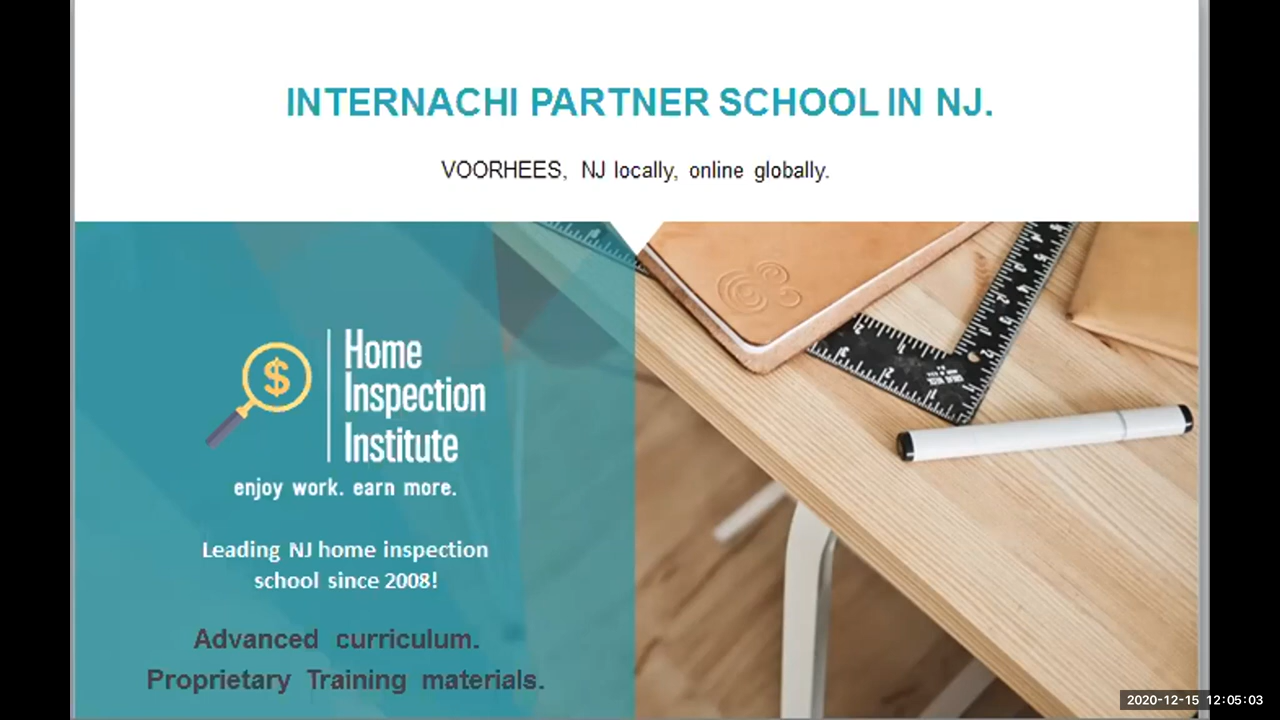 INTERNACHI PARTNER SCHOOL IN NJ.
VOORHEES, NJ locally, online globally.
$
Home
Inspection
Institute
enjoy work. earn more.
Leading NJ home inspection
school since 2008!
Advanced curriculum.
Proprietary Training materials.
2020-12-15 12:05:03